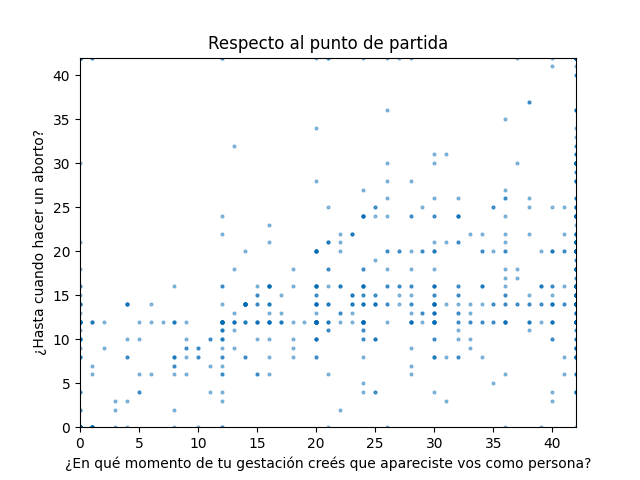 Respecto al punto de partida
40
35
30
25
20
15
10
5
0
¿Hasta cuando hacer un aborto?
0 5 10 15 20 25 30 35 40
¿En qué momento de tu gestación creés que apareciste vos como persona?